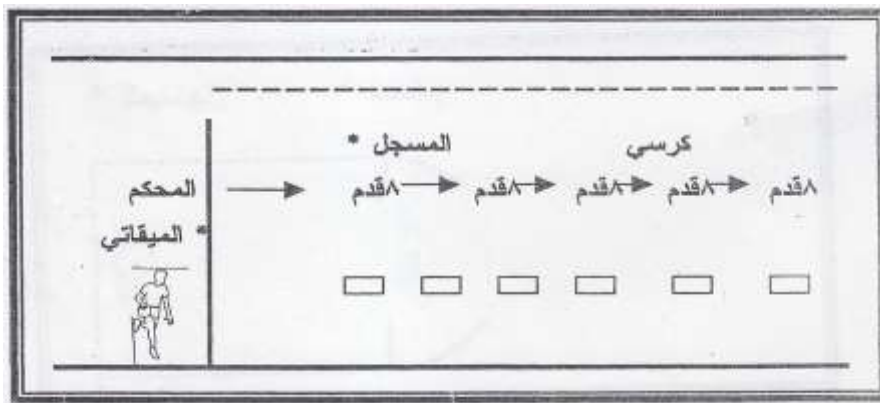 كرسي المسجل *
المحكم ٨قدم ٨قدم ٨قدم ٨قدم ٨قدم
* الميقاتي